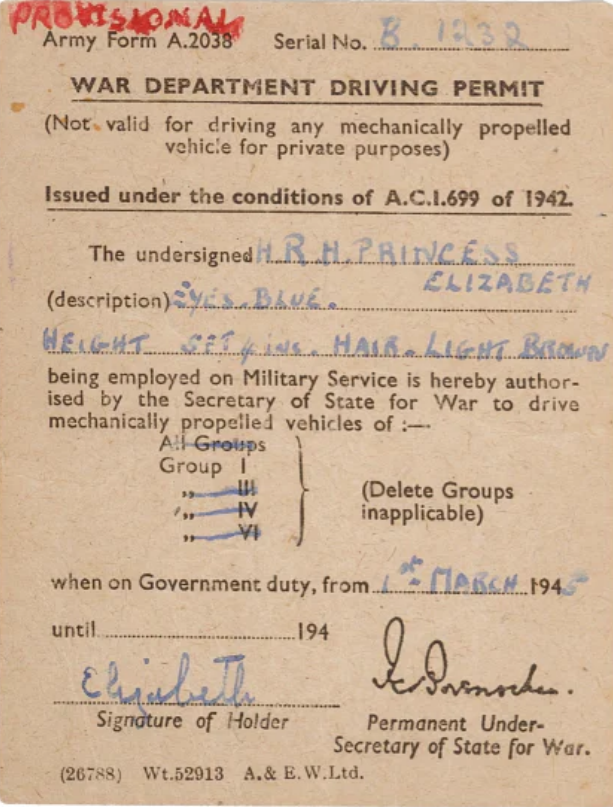 PROVISIONAL
Army Form A.2038 Serial No. B. 1232
WAR DEPARTMENT DRIVING PERMIT
(Not valid for driving any mechanically propelled
vehicle for private purposes)
Issued under the conditions of A.C.I.699 of 1942.
The undersigned H.R.H. PRINCESS
ELIZABETH
(description) EYES. BLUE.
HEIGHT 5FT 4 INS. HAIR. LIGHT BROWN
being employed on Military Service is hereby author-
ised by the Secretary of State for War to drive
mechanically propelled vehicles of :—
All Groups
Group I
„ III
„ IV
„ VI
(Delete Groups
inapplicable)
when on Government duty, from 1st MARCH 1945
until 194
Elizabeth
Signature of Holder
Permanent Under-
Secretary of State for War.
(26788) Wt.52913 A.& E.W.Ltd.